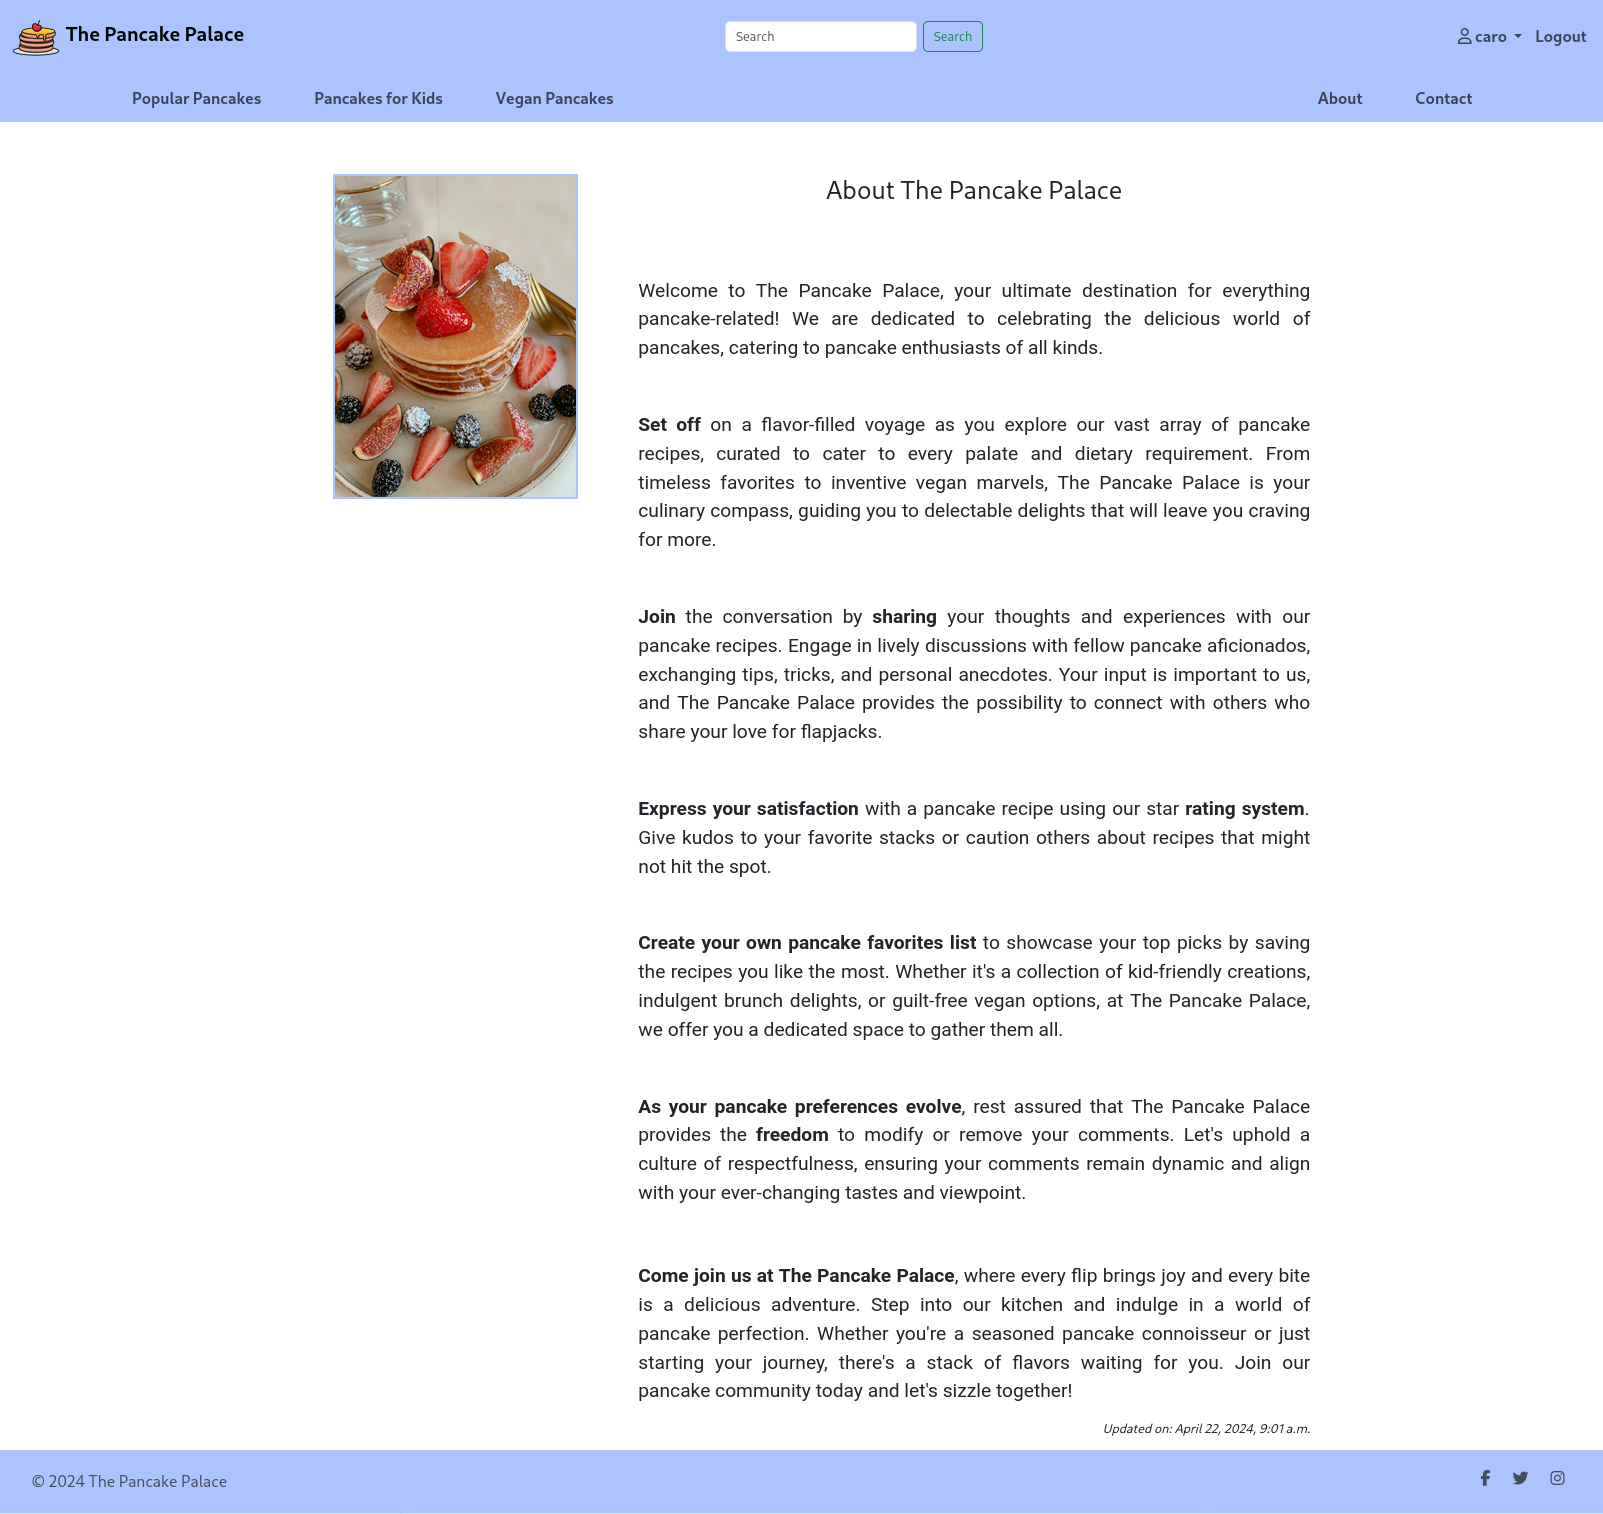 The Pancake Palace
Search
Search
caro
Logout
Popular Pancakes
Pancakes for Kids
Vegan Pancakes
About
Contact
About The Pancake Palace
Welcome to The Pancake Palace, your ultimate destination for everything
pancake-related! We are dedicated to celebrating the delicious world of
pancakes, catering to pancake enthusiasts of all kinds.
Set off on a flavor-filled voyage as you explore our vast array of pancake
recipes, curated to cater to every palate and dietary requirement. From
timeless favorites to inventive vegan marvels, The Pancake Palace is your
culinary compass, guiding you to delectable delights that will leave you craving
for more.
Join the conversation by sharing your thoughts and experiences with our
pancake recipes. Engage in lively discussions with fellow pancake aficionados,
exchanging tips, tricks, and personal anecdotes. Your input is important to us,
and The Pancake Palace provides the possibility to connect with others who
share your love for flapjacks.
Express your satisfaction with a pancake recipe using our star rating system.
Give kudos to your favorite stacks or caution others about recipes that might
not hit the spot.
Create your own pancake favorites list to showcase your top picks by saving
the recipes you like the most. Whether it's a collection of kid-friendly creations,
indulgent brunch delights, or guilt-free vegan options, at The Pancake Palace,
we offer you a dedicated space to gather them all.
As your pancake preferences evolve, rest assured that The Pancake Palace
provides the freedom to modify or remove your comments. Let's uphold a
culture of respectfulness, ensuring your comments remain dynamic and align
with your ever-changing tastes and viewpoint.
Come join us at The Pancake Palace, where every flip brings joy and every bite
is a delicious adventure. Step into our kitchen and indulge in a world of
pancake perfection. Whether you're a seasoned pancake connoisseur or just
starting your journey, there's a stack of flavors waiting for you. Join our
pancake community today and let's sizzle together!
Updated on: April 22, 2024, 9:01 a.m.
© 2024 The Pancake Palace